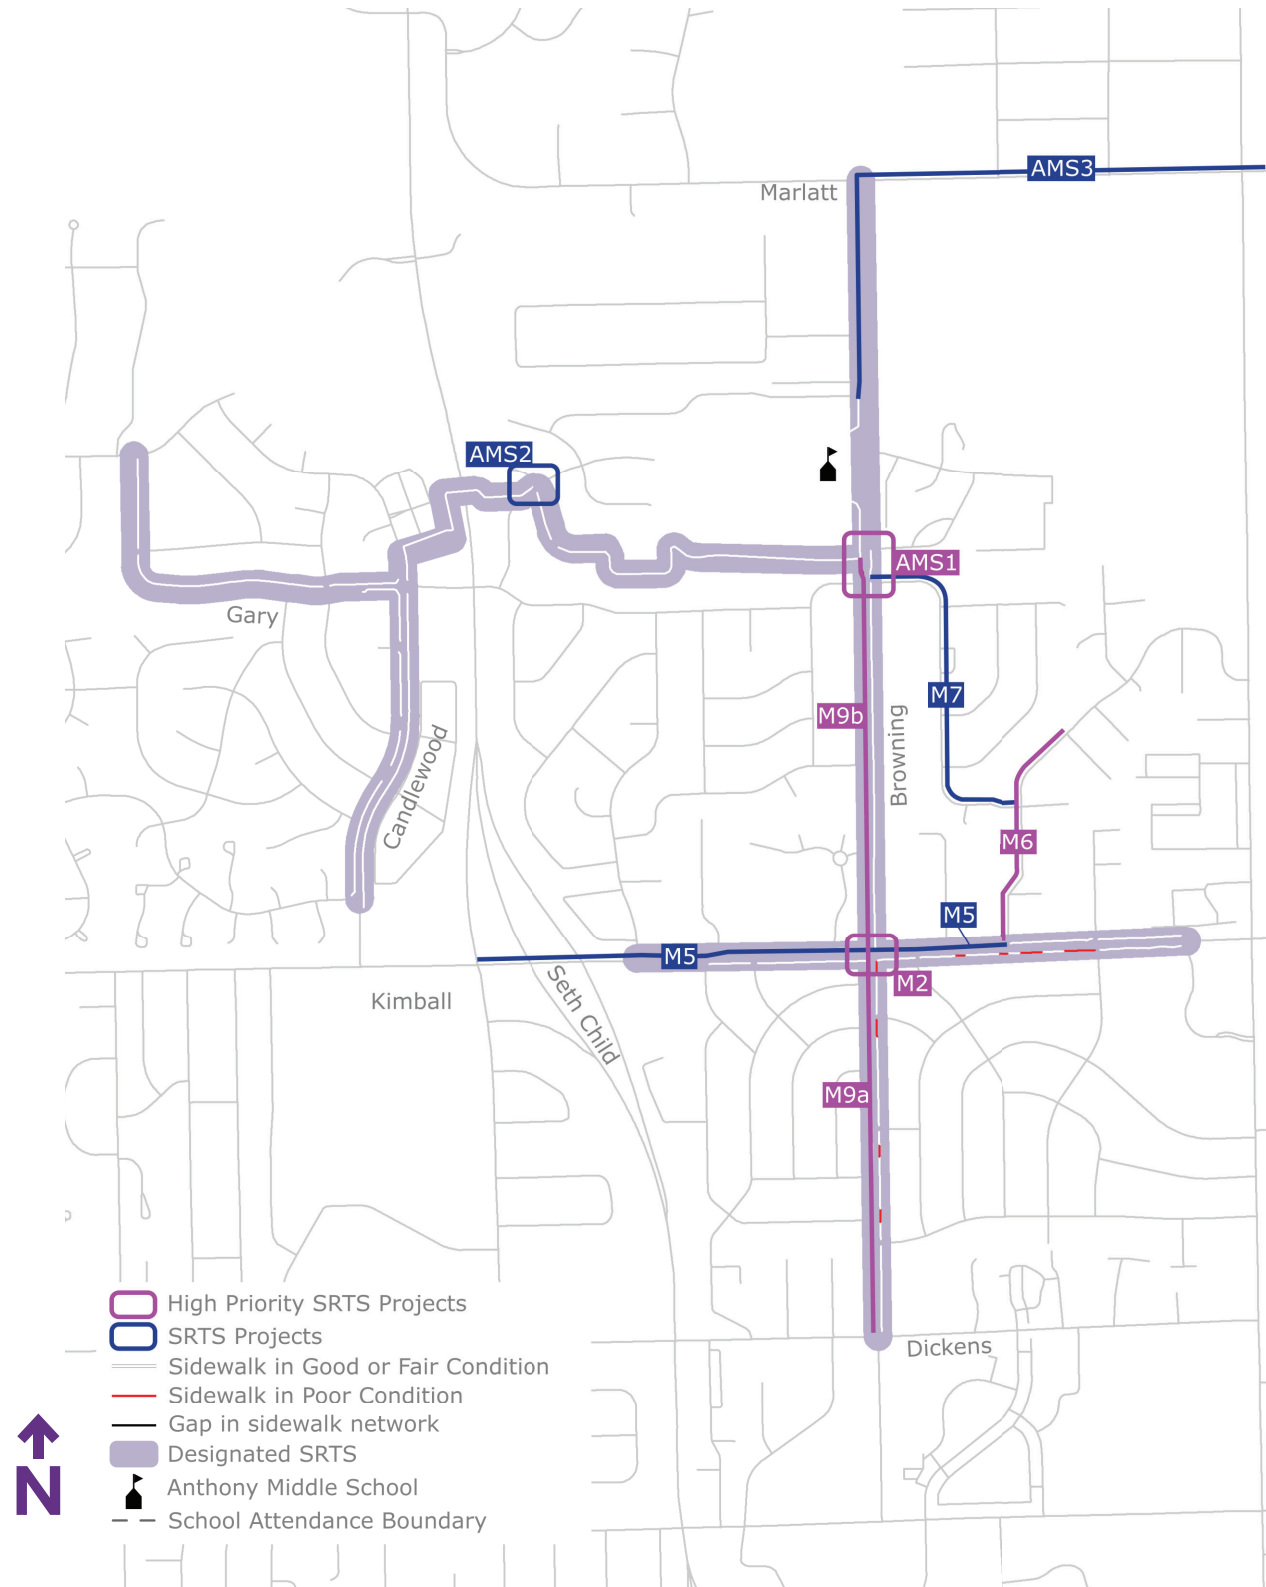 AMS3
Marlatt
AMS2
AMS1
Gary
M7
M9b
Browning
Candlewood
M6
M5
M5
M2
Kimball
Seth Child
M9a
High Priority SRTS Projects
SRTS Projects
Dickens
Sidewalk in Good or Fair Condition
Sidewalk in Poor Condition
Gap in sidewalk network
Designated SRTS
Anthony Middle School
School Attendance Boundary
N